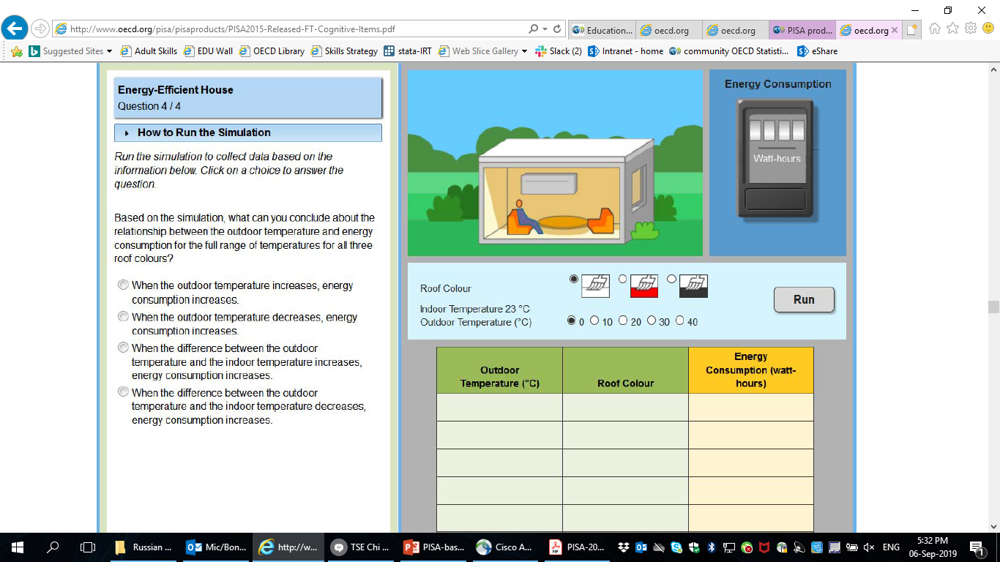 http://www.oecd.org/pisa/pisaproducts/PISA2015-Released-FT-Cognitive-Items.pdf
Education...
oecd.org
oecd.org
PISA prod...
oecd.org
Suggested Sites
Adult Skills
EDU Wall
OECD Library
Skills Strategy
stata-IRT
Web Slice Gallery
Slack (2)
Intranet - home
community OECD Statisti...
eShare
Energy-Efficient House
Question 4 / 4
How to Run the Simulation
Run the simulation to collect data based on the
information below. Click on a choice to answer the
question.
Based on the simulation, what can you conclude about the
relationship between the outdoor temperature and energy
consumption for the full range of temperatures for all three
roof colours?
When the outdoor temperature increases, energy
consumption increases.
When the outdoor temperature decreases, energy
consumption increases.
When the difference between the outdoor
temperature and the indoor temperature increases,
energy consumption increases.
When the difference between the outdoor
temperature and the indoor temperature decreases,
energy consumption increases.
Energy Consumption
Watt-hours
Roof Colour
Indoor Temperature 23 °C
Outdoor Temperature (°C)
0 10 20 30 40
Run
Outdoor
Temperature (°C)
Roof Colour
Energy
Consumption (watt-
hours)
Russian ...
Mic/Bon...
http://w...
TSE Chi ...
PISA-bas...
Cisco A...
PISA-20...
ENG
5:32 PM
06-Sep-2019
1